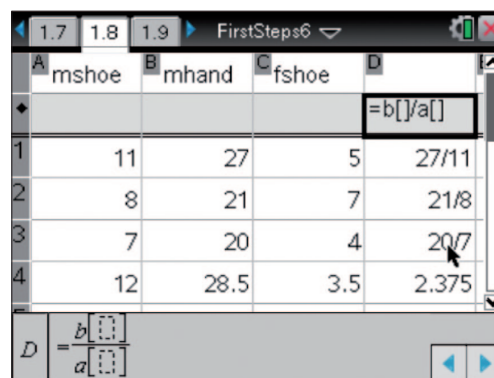 1.7 1.8 1.9 FirstSteps6
A mshoe B mhand C fshoe D
=b[]/a[]
1 11 27 5 27/11
2 8 21 7 21/8
3 7 20 4 20/7
4 12 28.5 3.5 2.375
D = b[]
a[]